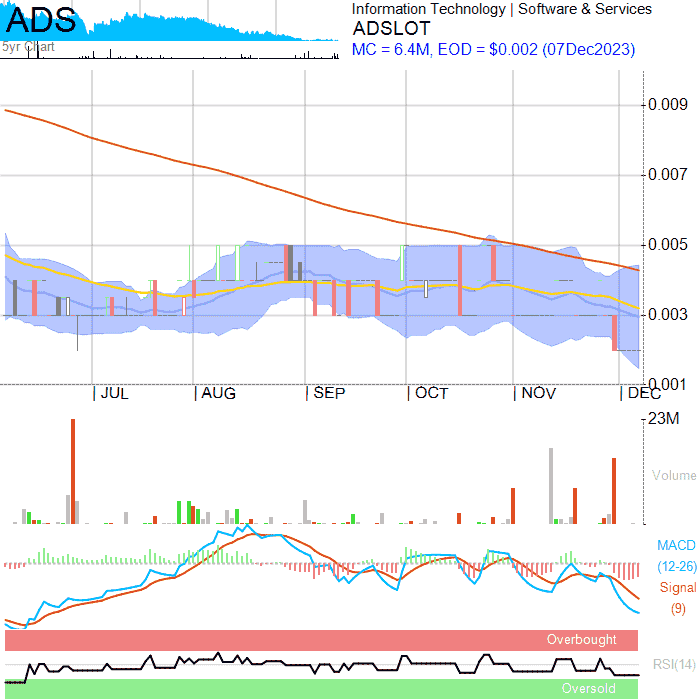 ADS
5yr Chart
Information Technology | Software & Services
ADSLOT
MC = 6.4M, EOD = $0.002 (07Dec2023)
0.009
0.007
0.005
0.003
0.001
| JUL | AUG | SEP | OCT | NOV | DEC
23M
Volume
MACD
(12-26)
Signal
(9)
Overbought
RSI(14)
Oversold